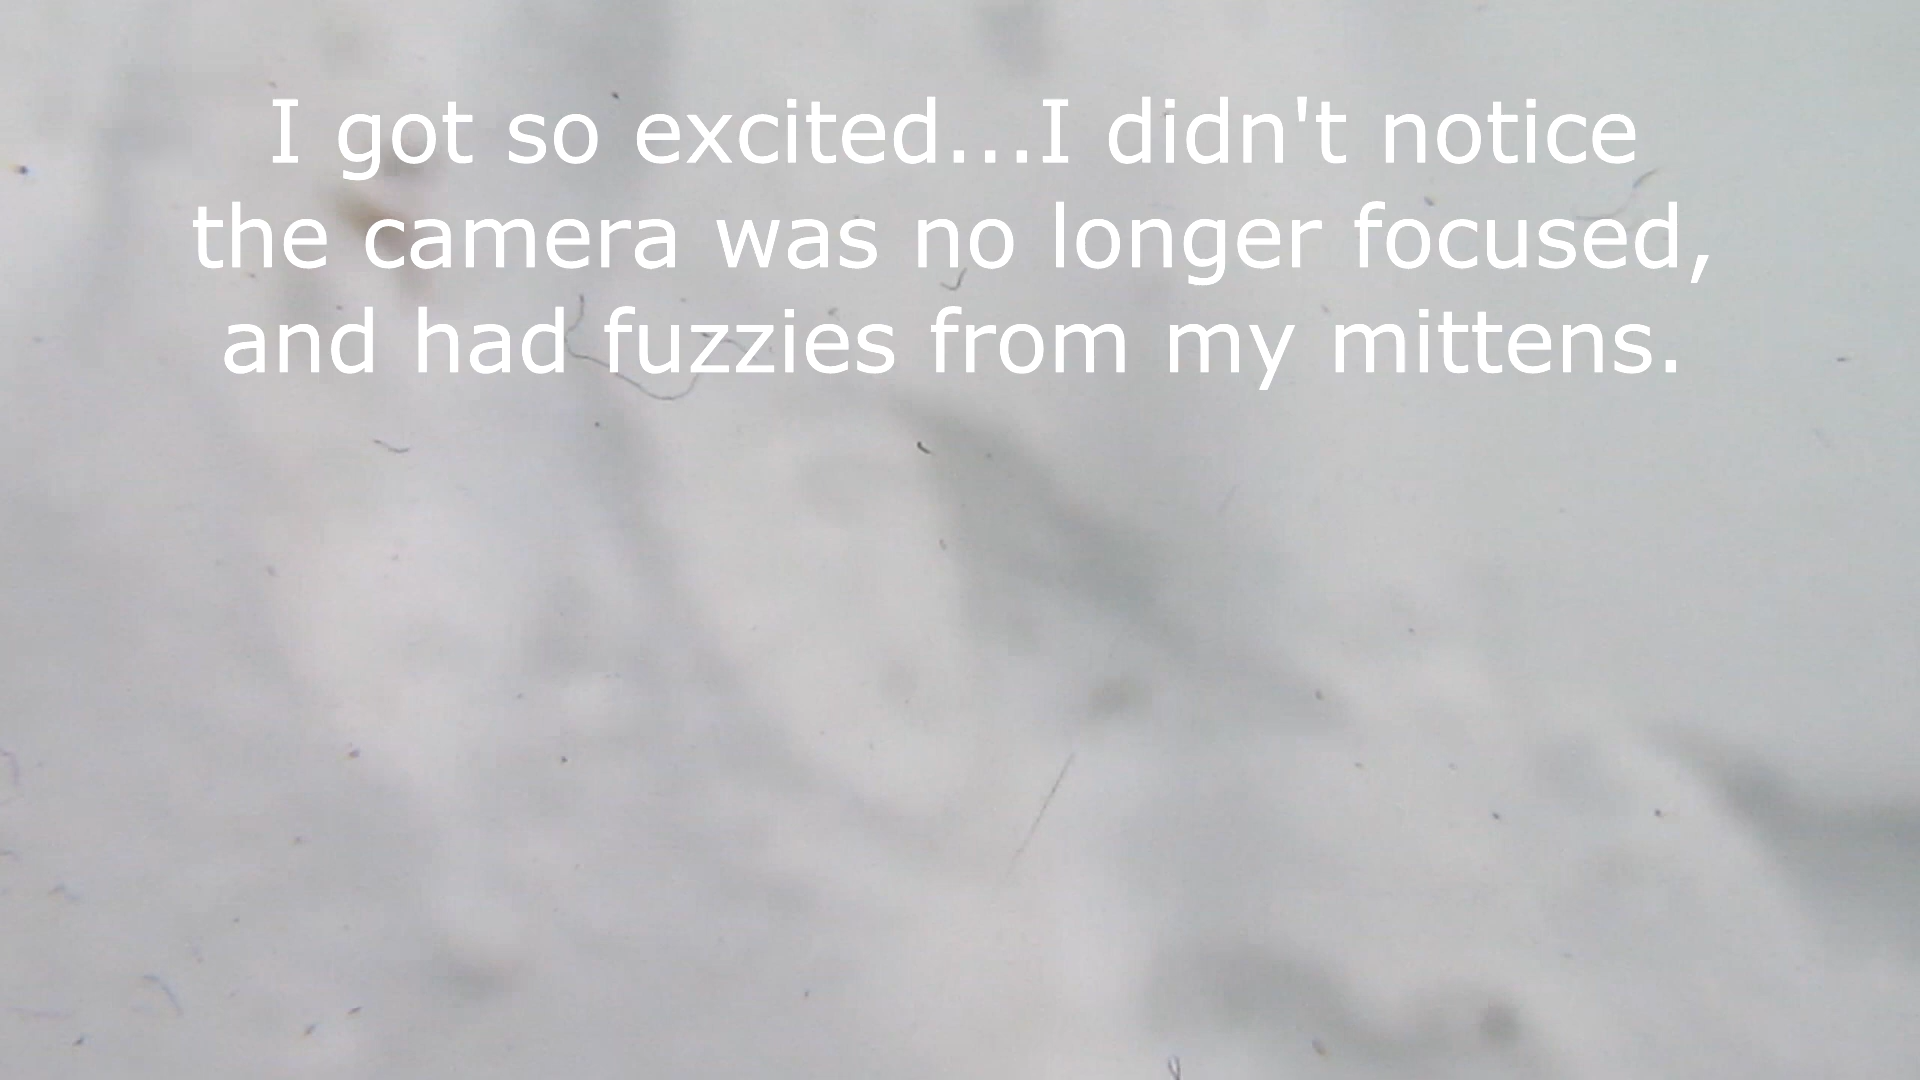 I got so excited...I didn't notice
the camera was no longer focused,
and had fuzzies from my mittens.